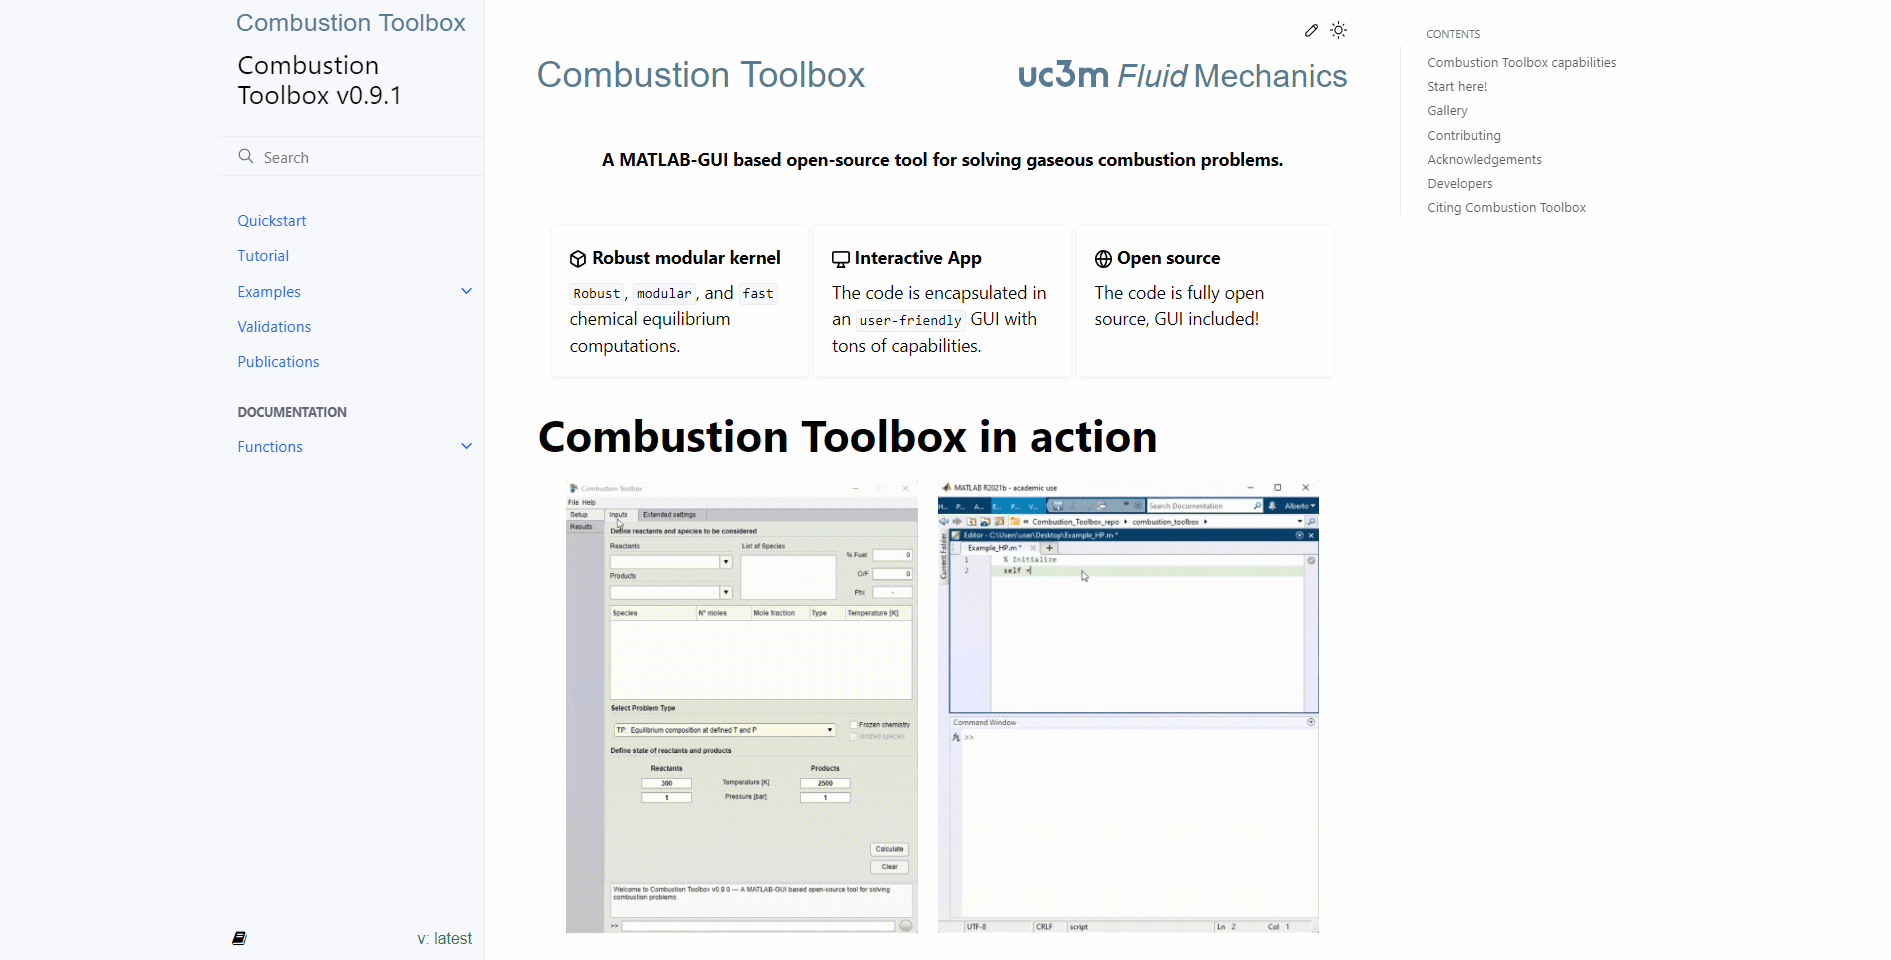 Combustion Toolbox
Combustion
Toolbox v0.9.1
Search
Quickstart
Tutorial
Examples
Validations
Publications
DOCUMENTATION
Functions
v: latest
Combustion Toolbox
uc3m Fluid Mechanics
A MATLAB-GUI based open-source tool for solving gaseous combustion problems.
Robust modular kernel
Robust, modular, and fast
chemical equilibrium
computations.
Interactive App
The code is encapsulated in
an user-friendly GUI with
tons of capabilities.
Open source
The code is fully open
source, GUI included!
Combustion Toolbox in action
Combustion Toolbox
File Help
Setup
Results
Inputs
Extended settings
Define reactants and species to be considered
Reactants
List of Species
% Fuel 0
O/F 0
Products
Phi -
Species N° moles Mole fraction Type Temperature [K]
Select Problem Type
TP: Equilibrium composition at defined T and P
Frozen chemistry
Ionized species
Define state of reactants and products
Reactants Products
300 Temperature [K] 2500
1 Pressure [bar] 1
Calculate
Clear
Welcome to Combustion Toolbox v0.9.0 — A MATLAB-GUI based open-source tool for solving
combustion problems.
>>
MATLAB R2021b - academic use
H... P... A... E... P... V... Search Documentation Alberto
« Combustion_Toolbox_repo combustion_toolbox
Current Folder
Editor - C:\Users\user\Desktop\Example_HP.m *
Example_HP.m * +
1 % Initialize
2 self =
Command Window
fx >>
UTF-8 CRLF script Ln 2 Col 1
CONTENTS
Combustion Toolbox capabilities
Start here!
Gallery
Contributing
Acknowledgements
Developers
Citing Combustion Toolbox